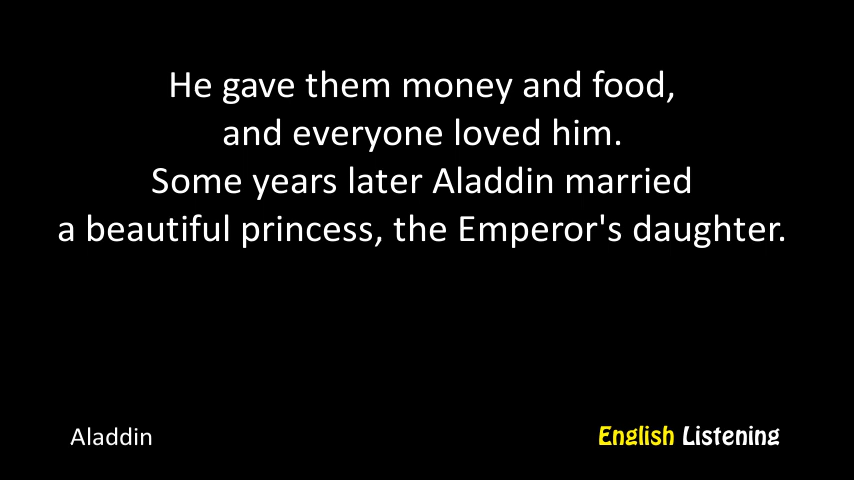 He gave them money and food,
and everyone loved him.
Some years later Aladdin married
a beautiful princess, the Emperor's daughter.
Aladdin
English Listening